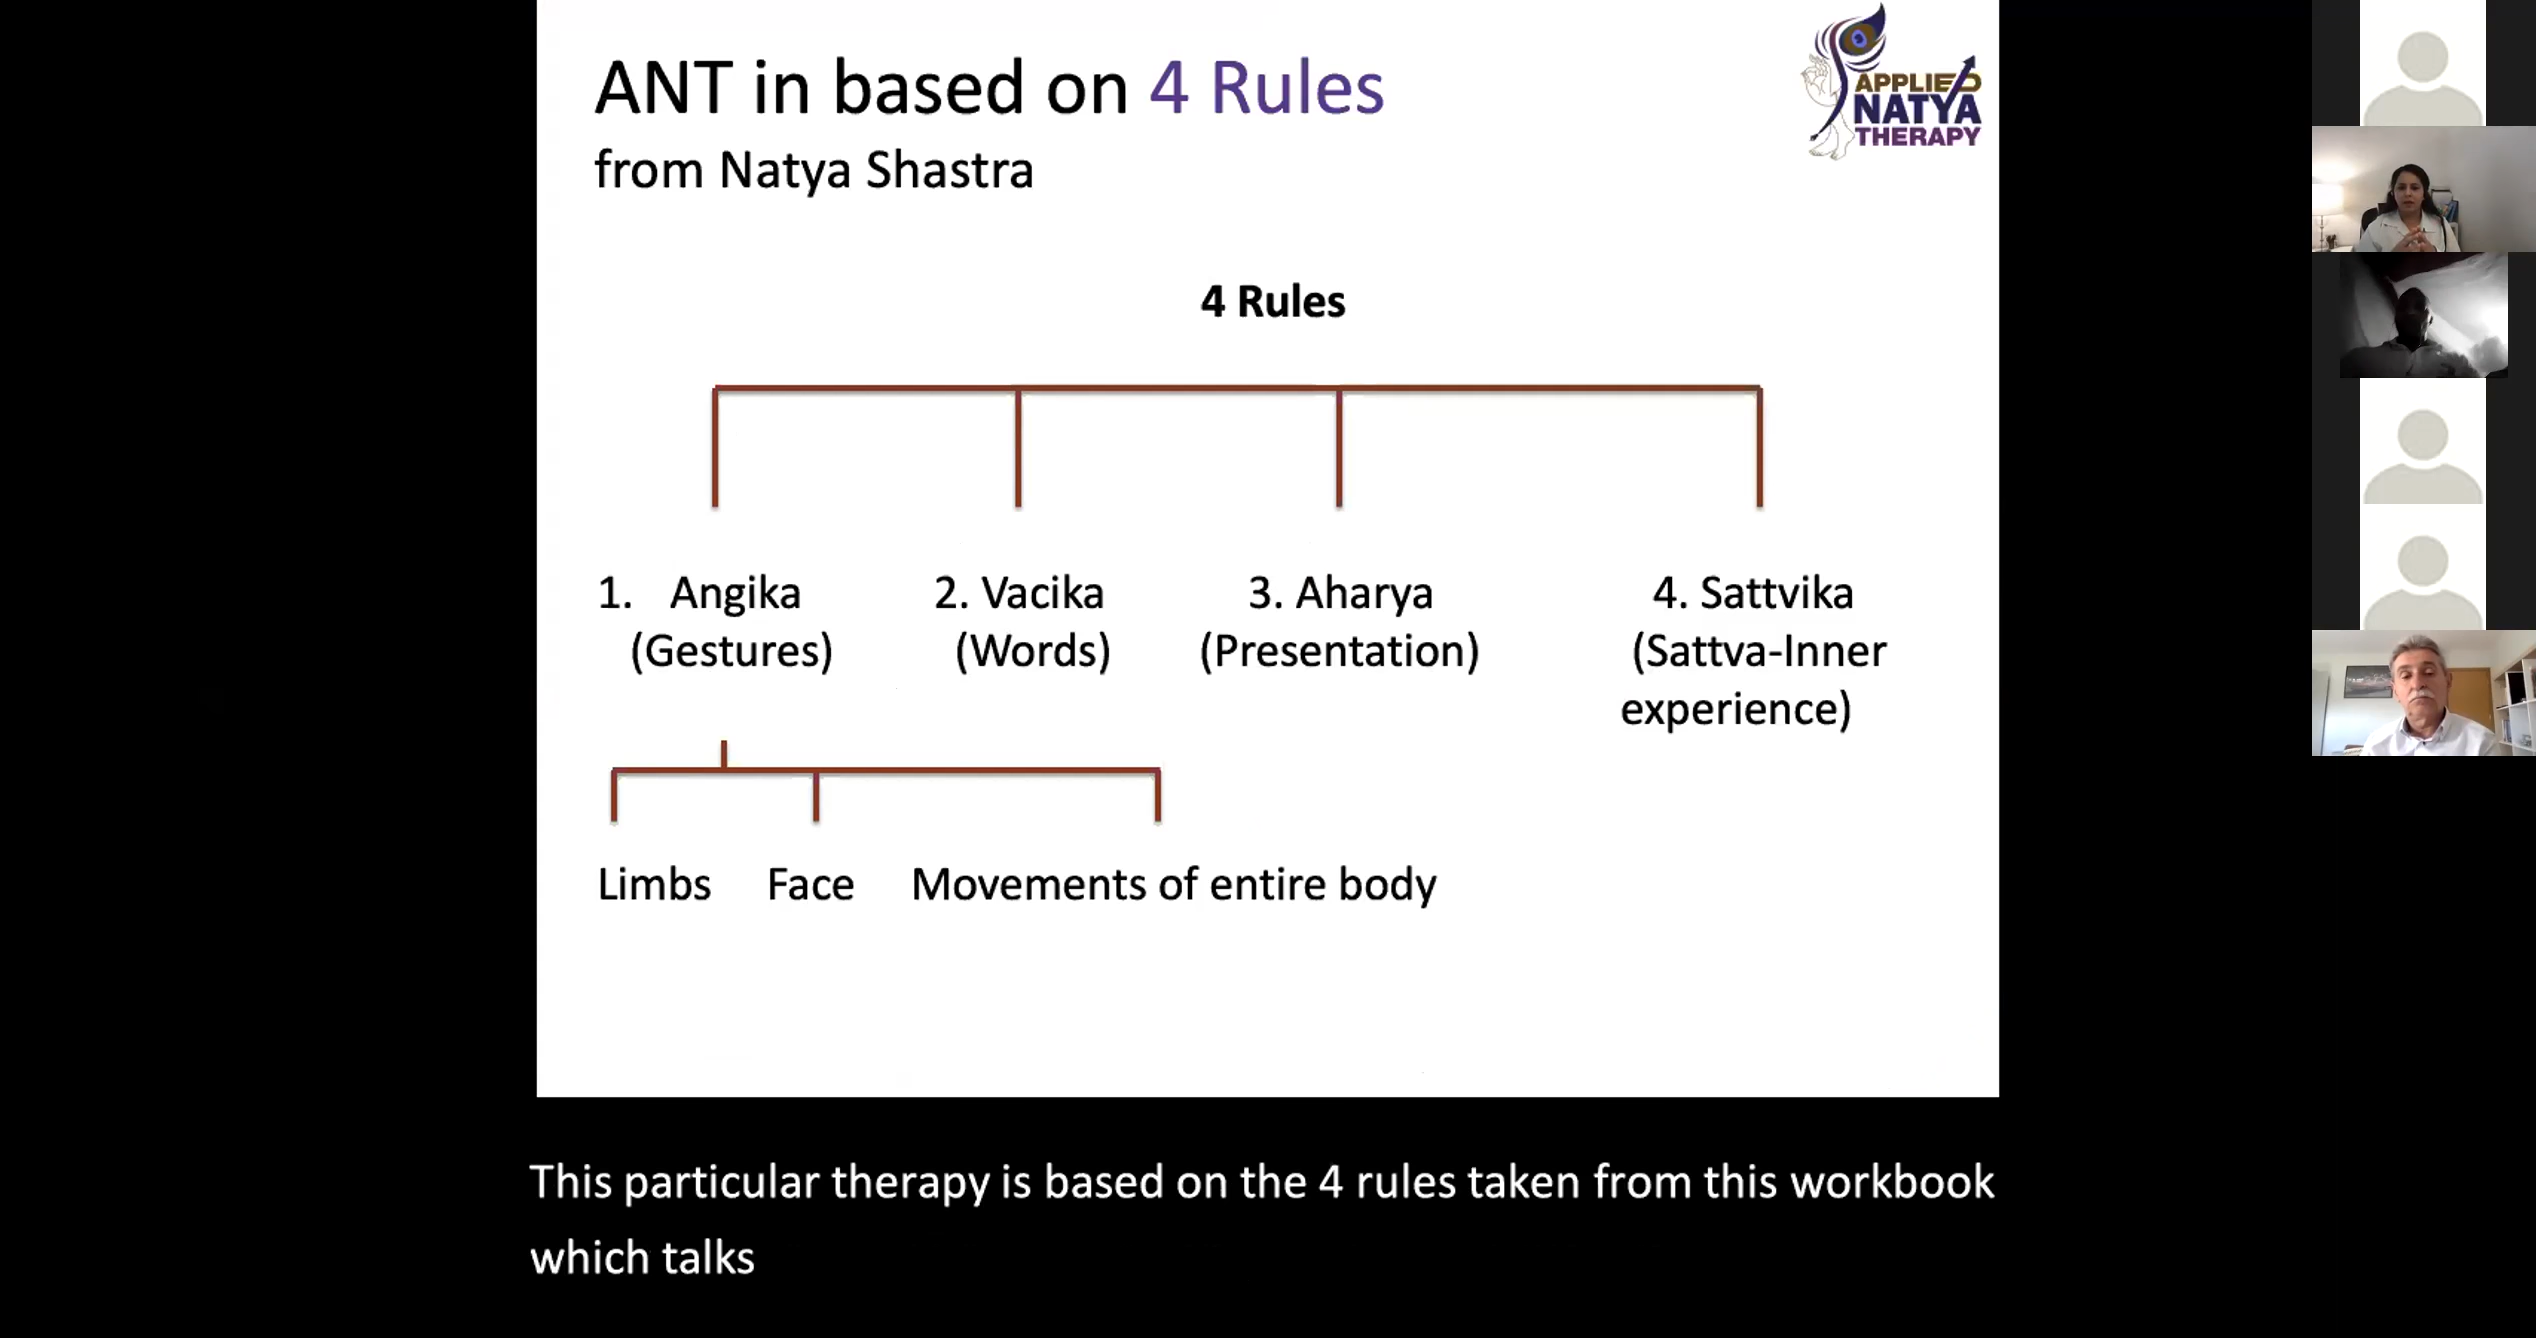 ANT in based on 4 Rules
from Natya Shastra
APPLIED
NATYA
THERAPY
4 Rules
1. Angika
(Gestures)
2. Vacika
(Words)
3. Aharya
(Presentation)
4. Sattvika
(Sattva-Inner
experience)
Limbs
Face
Movements of entire body
This particular therapy is based on the 4 rules taken from this workbook
which talks